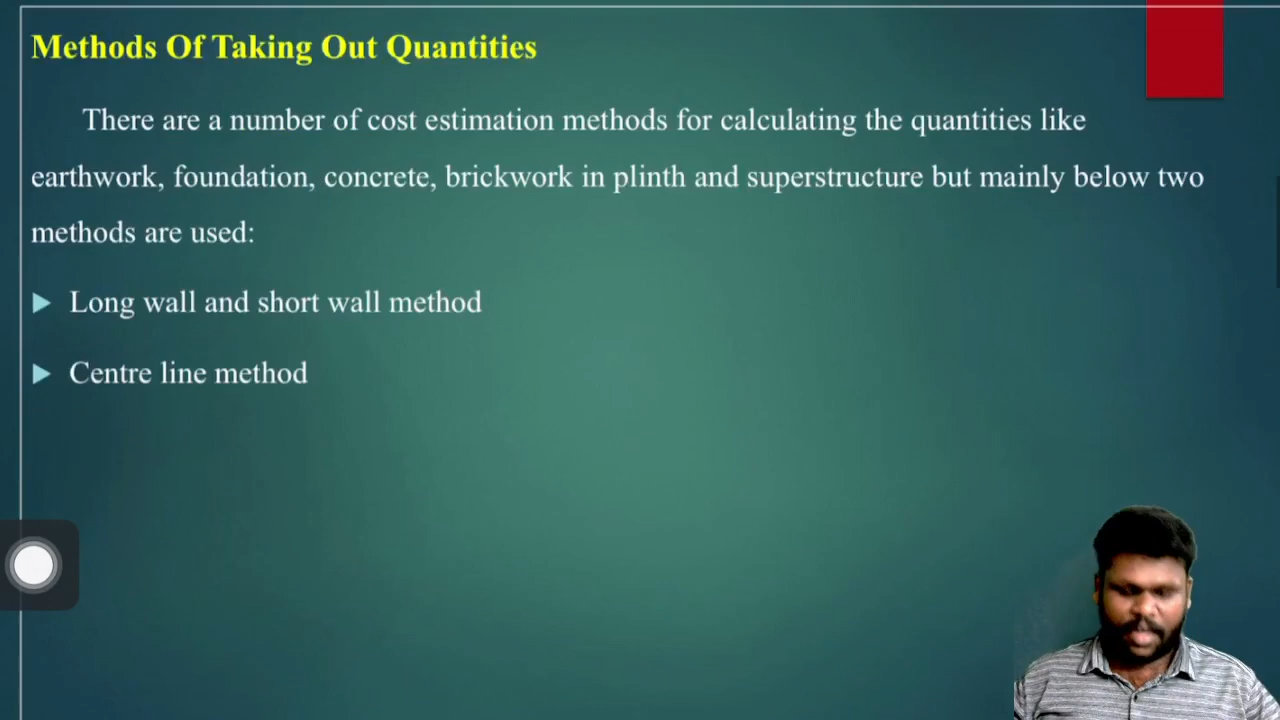 Methods Of Taking Out Quantities
There are a number of cost estimation methods for calculating the quantities like
earthwork, foundation, concrete, brickwork in plinth and superstructure but mainly below two
methods are used:
Long wall and short wall method
Centre line method